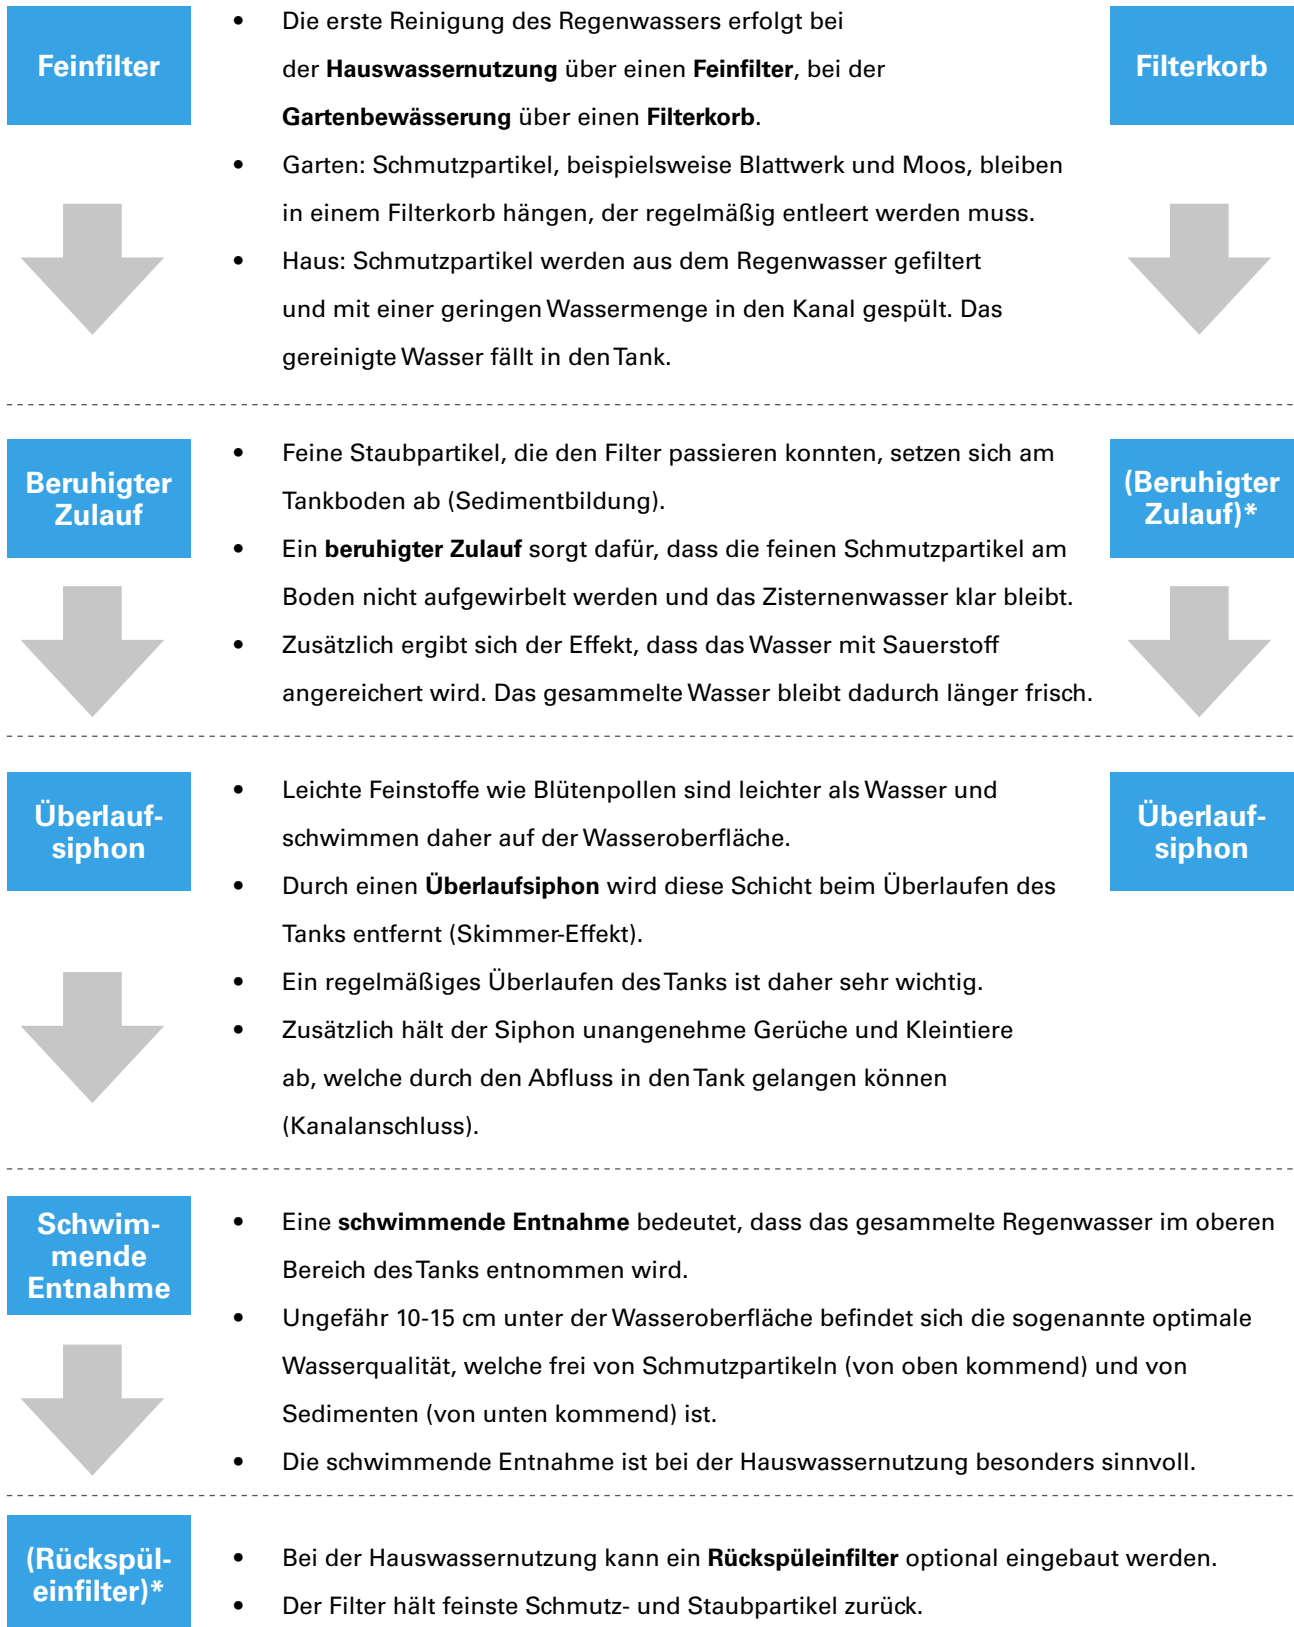 Feinfilter
• Die erste Reinigung des Regenwassers erfolgt bei
der Hauswassernutzung über einen Feinfilter, bei der
Gartenbewässerung über einen Filterkorb.
• Garten: Schmutzpartikel, beispielsweise Blattwerk und Moos, bleiben
in einem Filterkorb hängen, der regelmäßig entleert werden muss.
• Haus: Schmutzpartikel werden aus dem Regenwasser gefiltert
und mit einer geringen Wassermenge in den Kanal gespült. Das
gereinigte Wasser fällt in den Tank.
Filterkorb
Beruhigter
Zulauf
• Feine Staubpartikel, die den Filter passieren konnten, setzen sich am
Tankboden ab (Sedimentbildung).
• Ein beruhigter Zulauf sorgt dafür, dass die feinen Schmutzpartikel am
Boden nicht aufgewirbelt werden und das Zisternenwasser klar bleibt.
• Zusätzlich ergibt sich der Effekt, dass das Wasser mit Sauerstoff
angereichert wird. Das gesammelte Wasser bleibt dadurch länger frisch.
(Beruhigter
Zulauf)*
Überlauf-
siphon
• Leichte Feinstoffe wie Blütenpollen sind leichter als Wasser und
schwimmen daher auf der Wasseroberfläche.
• Durch einen Überlaufsiphon wird diese Schicht beim Überlaufen des
Tanks entfernt (Skimmer-Effekt).
• Ein regelmäßiges Überlaufen des Tanks ist daher sehr wichtig.
• Zusätzlich hält der Siphon unangenehme Gerüche und Kleintiere
ab, welche durch den Abfluss in den Tank gelangen können
(Kanalanschluss).
Überlauf-
siphon
Schwim-
mende
Entnahme
• Eine schwimmende Entnahme bedeutet, dass das gesammelte Regenwasser im oberen
Bereich des Tanks entnommen wird.
• Ungefähr 10-15 cm unter der Wasseroberfläche befindet sich die sogenannte optimale
Wasserqualität, welche frei von Schmutzpartikeln (von oben kommend) und von
Sedimenten (von unten kommend) ist.
• Die schwimmende Entnahme ist bei der Hauswassernutzung besonders sinnvoll.
(Rückspül-
einfilter)*
• Bei der Hauswassernutzung kann ein Rückspüleinfilter optional eingebaut werden.
• Der Filter hält feinste Schmutz- und Staubpartikel zurück.